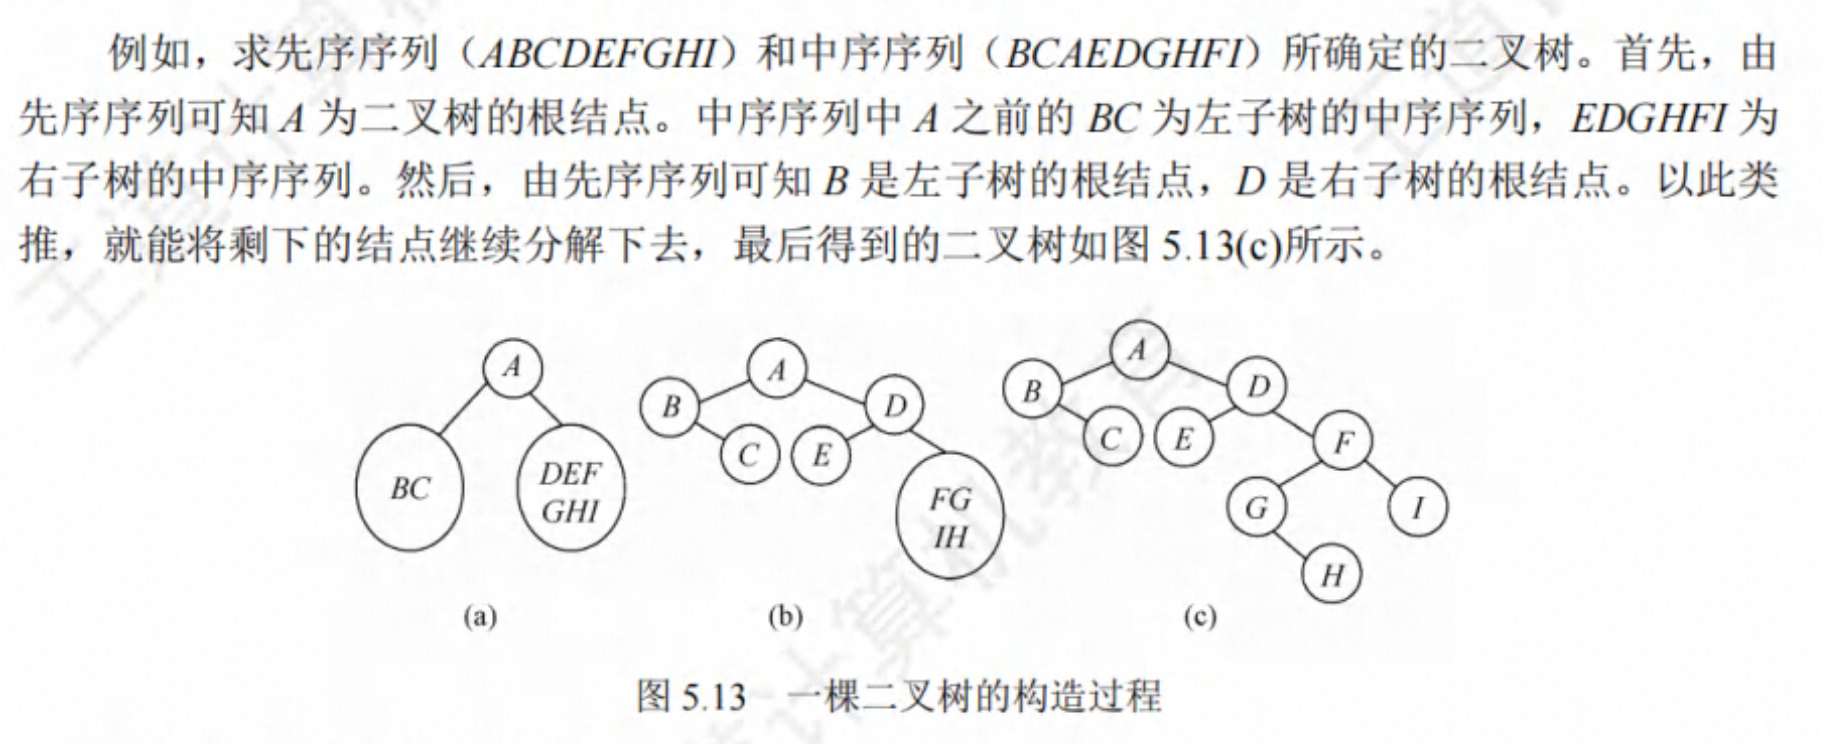 例如，求先序序列（ABCDEFGHI）和中序序列（BCAEDGHFI）所确定的二叉树。首先，由
先序序列可知 A 为二叉树的根结点。中序序列中 A 之前的 BC 为左子树的中序序列，EDGHFI 为
右子树的中序序列。然后，由先序序列可知 B 是左子树的根结点，D 是右子树的根结点。以此类
推，就能将剩下的结点继续分解下去，最后得到的二叉树如图 5.13(c)所示。
A
BC
DEF
GHI
(a)
A
B
D
C
E
FG
IH
(b)
A
B
D
C
E
F
G
I
H
(c)
图 5.13 一棵二叉树的构造过程